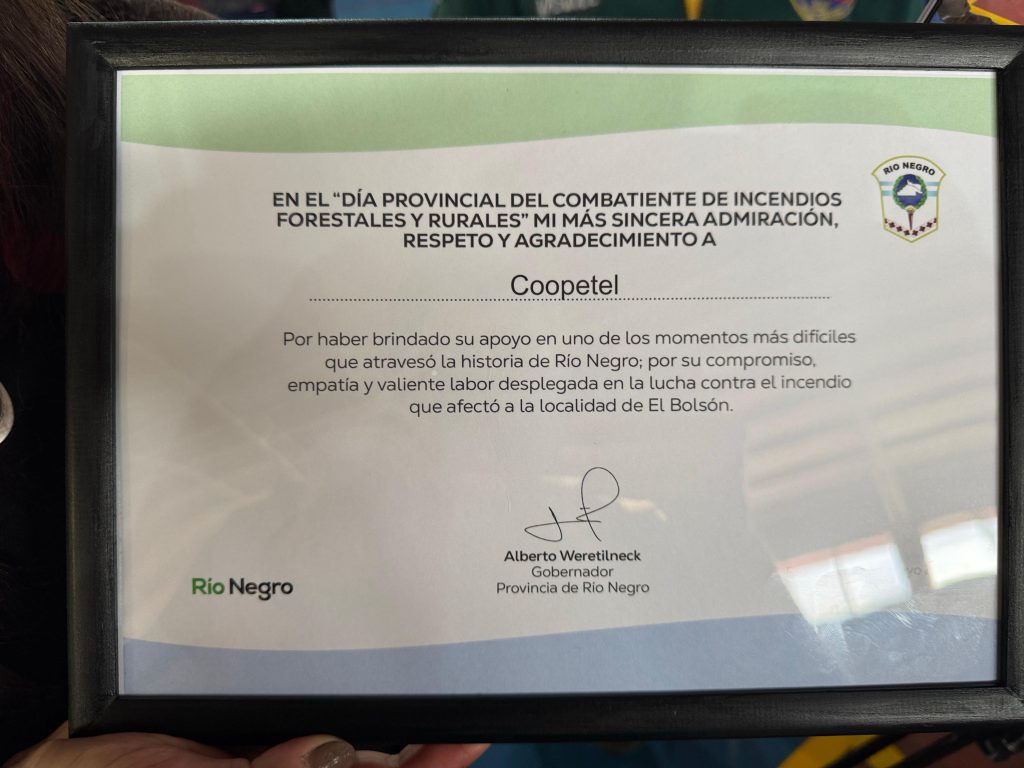 RIO NEGRO
EN EL “DÍA PROVINCIAL DEL COMBATIENTE DE INCENDIOS
FORESTALES Y RURALES” MI MÁS SINCERA ADMIRACIÓN,
RESPETO Y AGRADECIMIENTO A
Coopetel
Por haber brindado su apoyo en uno de los momentos más difíciles
que atravesó la historia de Río Negro; por su compromiso,
empatía y valiente labor desplegada en la lucha contra el incendio
que afectó a la localidad de El Bolsón.
Alberto Weretilneck
Gobernador
Provincia de Río Negro
Río Negro